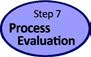 Step 7
Process
Evaluation